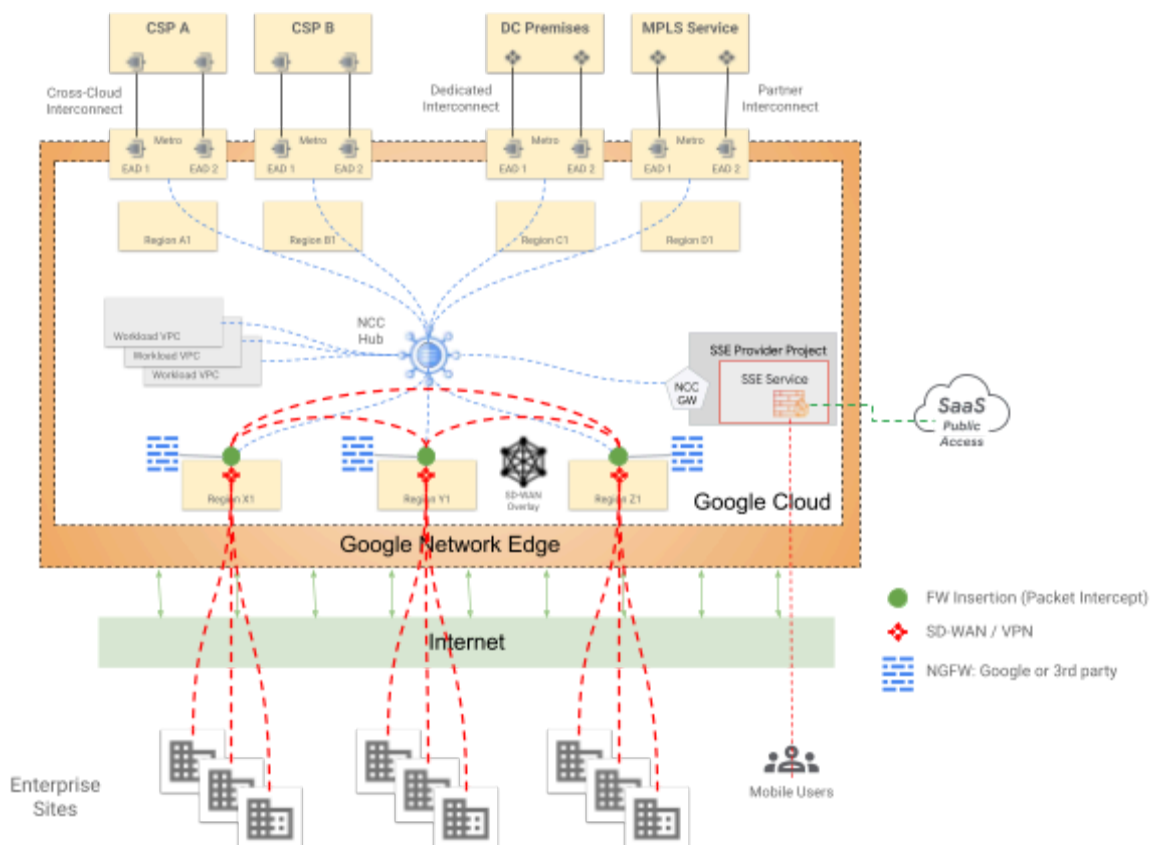 CSP A
CSP B
DC Premises
MPLS Service
Cross-Cloud
Interconnect
Dedicated
Interconnect
Partner
Interconnect
Metro
EAD 1
EAD 2
Metro
EAD 1
EAD 2
Metro
EAD 1
EAD 2
Metro
EAD 1
EAD 2
Region A1
Region B1
Region C1
Region D1
NCC
Hub
Workload VPC
Workload VPC
Workload VPC
SSE Provider Project
SSE Service
NCC
GW
SaaS
Public
Access
Region X1
Region Y1
SD-WAN
Overlay
Region Z1
Google Cloud
Google Network Edge
Internet
FW Insertion (Packet Intercept)
SD-WAN / VPN
NGFW: Google or 3rd party
Enterprise
Sites
Mobile Users